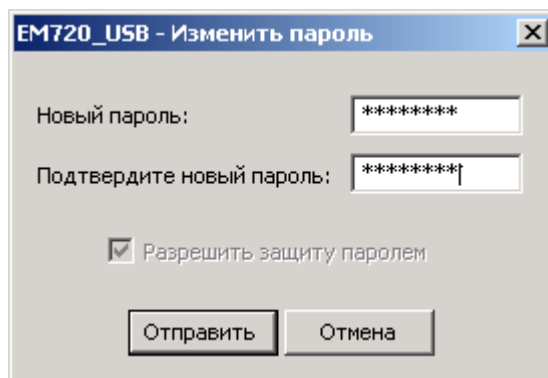 EM720_USB - Изменить пароль
Новый пароль: ********
Подтвердите новый пароль: ********
Разрешить защиту паролем
Отправить Отмена